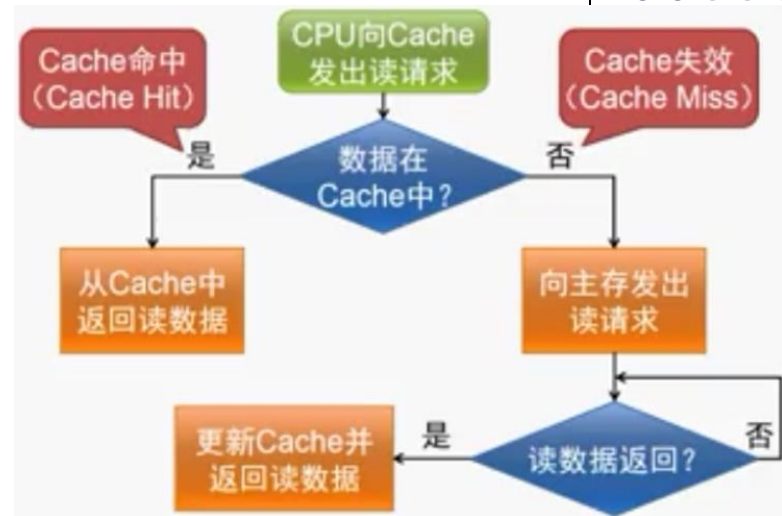 CPU向Cache
发出读请求
Cache命中
（Cache Hit）
Cache失效
（Cache Miss）
是
数据在
Cache中？
否
从Cache中
返回读数据
向主存发出
读请求
更新Cache并
返回读数据
是
读数据返回？
否